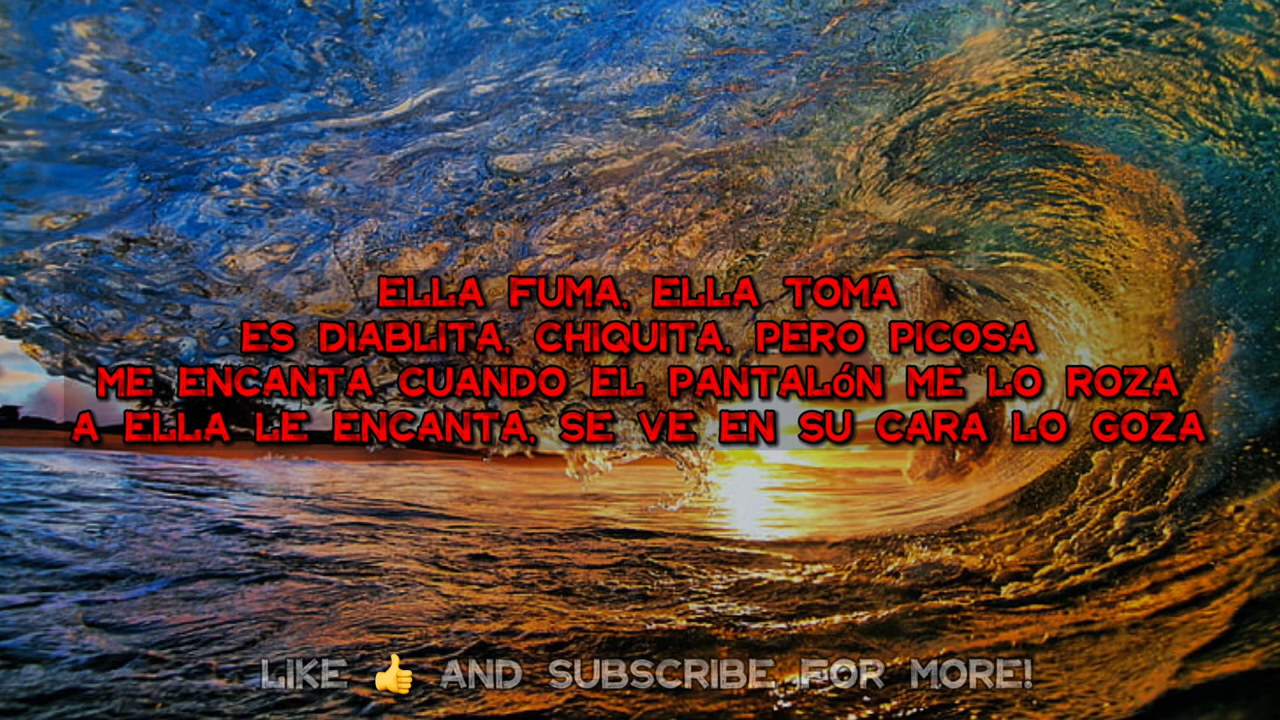 ELLA FUMA, ELLA TOMA
ES DIABLITA, CHIQUITA, PERO PICOSA
ME ENCANTA CUANDO EL PANTALóN ME LO ROZA
A ELLA LE ENCANTA, SE VE EN SU CARA LO GOZA
LIKE 👍 AND SUBSCRIBE FOR MORE!